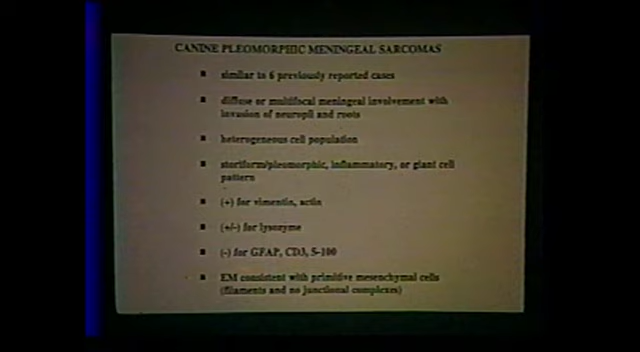 CANINE PLEOMORPHIC MENINGEAL SARCOMAS
■ similar to 6 previously reported cases
■ diffuse or multifocal meningeal involvement with
invasion of neuropil and roots
■ heterogeneous cell population
■ storiform/pleomorphic, inflammatory, or giant cell
pattern
■ (+) for vimentin, actin
■ (+/-) for lysozyme
■ (-) for GFAP, CD3, S-100
■ EM consistent with primitive mesenchymal cells
(filaments and no junctional complexes)